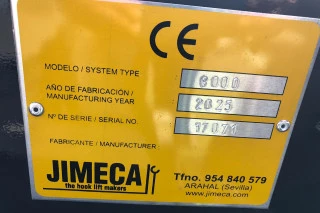 CE
MODELO / SYSTEM TYPE 6000
AÑO DE FABRICACIÓN /
MANUFACTURING YEAR 2025
Nº DE SERIE / SERIAL NO. 17071
FABRICANTE / MANUFACTURER
JIMECA
the hook lift makers
Tfno. 954 840 579
ARAHAL (Sevilla)
www.jimeca.com